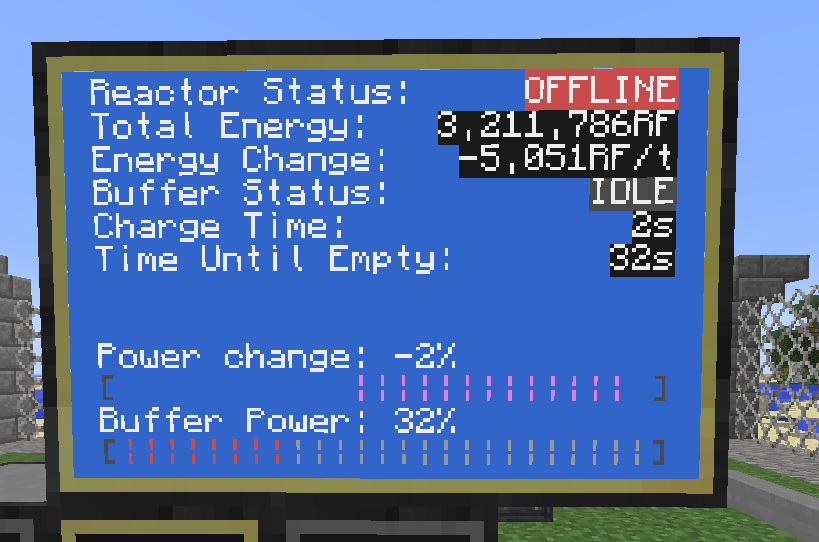 Reactor Status: OFFLINE
Total Energy: 3,211,786RF
Energy Change: -5,051RF/t
Buffer Status: IDLE
Charge Time: 2s
Time Until Empty: 32s
Power change: -2%
[ ]
Buffer Power: 32%
[ ]